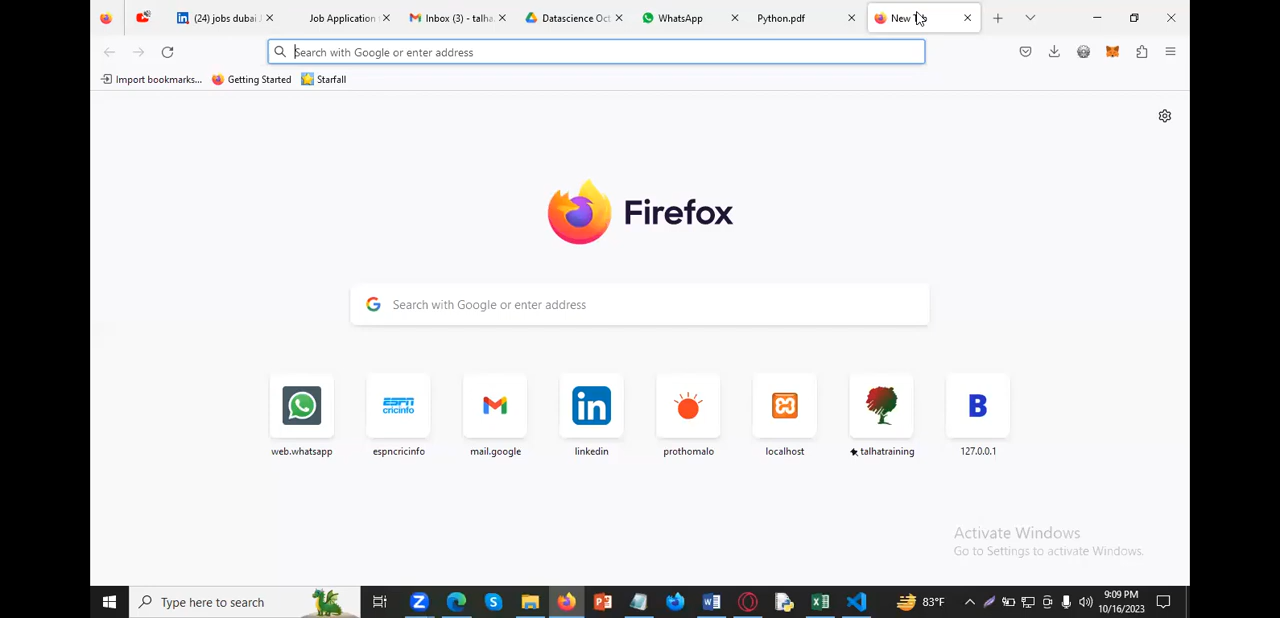 (24) jobs dubai
Job Application
Inbox (3) - talha
Datascience Oct
WhatsApp
Python.pdf
New
Search with Google or enter address
Import bookmarks...
Getting Started
Starfall
Firefox
Search with Google or enter address
ESPN
cricinfo
in
B
web.whatsapp
espncricinfo
mail.google
linkedin
prothomalo
localhost
talhatraining
127.0.0.1
Activate Windows
Go to Settings to activate Windows.
Type here to search
83°F
9:09 PM
10/16/2023